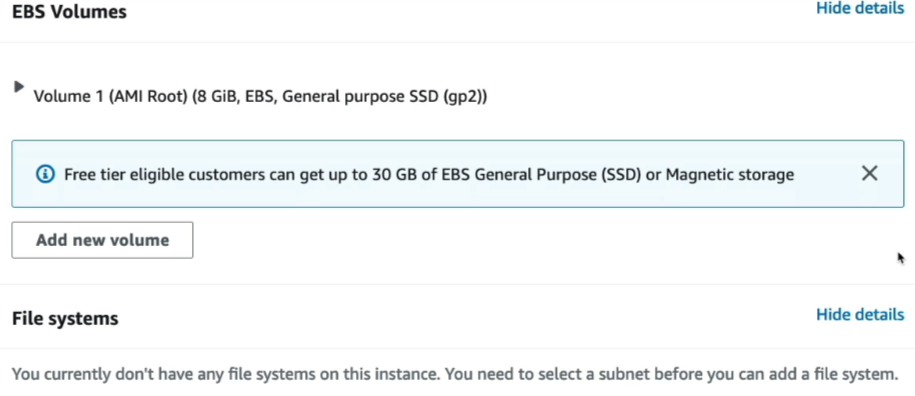 EBS Volumes
Hide details
Volume 1 (AMI Root) (8 GiB, EBS, General purpose SSD (gp2))
Free tier eligible customers can get up to 30 GB of EBS General Purpose (SSD) or Magnetic storage
Add new volume
File systems
Hide details
You currently don't have any file systems on this instance. You need to select a subnet before you can add a file system.